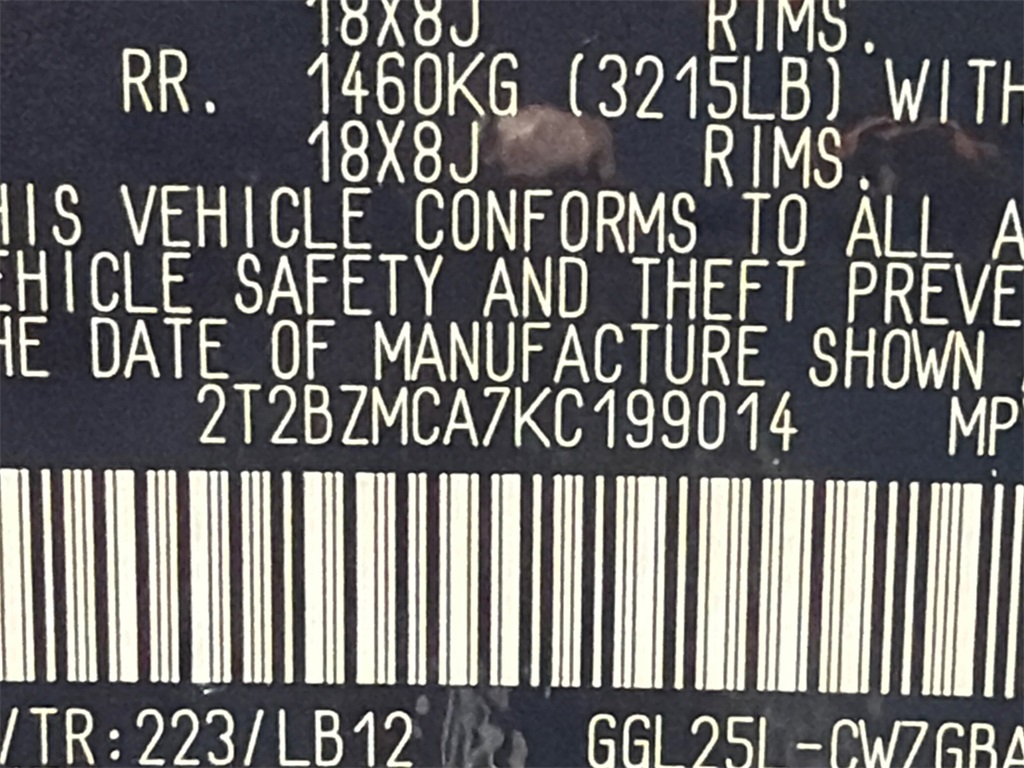 18X8J RIMS.
RR. 1460KG (3215LB) WITH
18X8J RIMS.
HIS VEHICLE CONFORMS TO ALL A
EHICLE SAFETY AND THEFT PREVE
HE DATE OF MANUFACTURE SHOWN
2T2BZMCA7KC199014 MP
/TR:223/LB12 GGL25L-CWZGBA